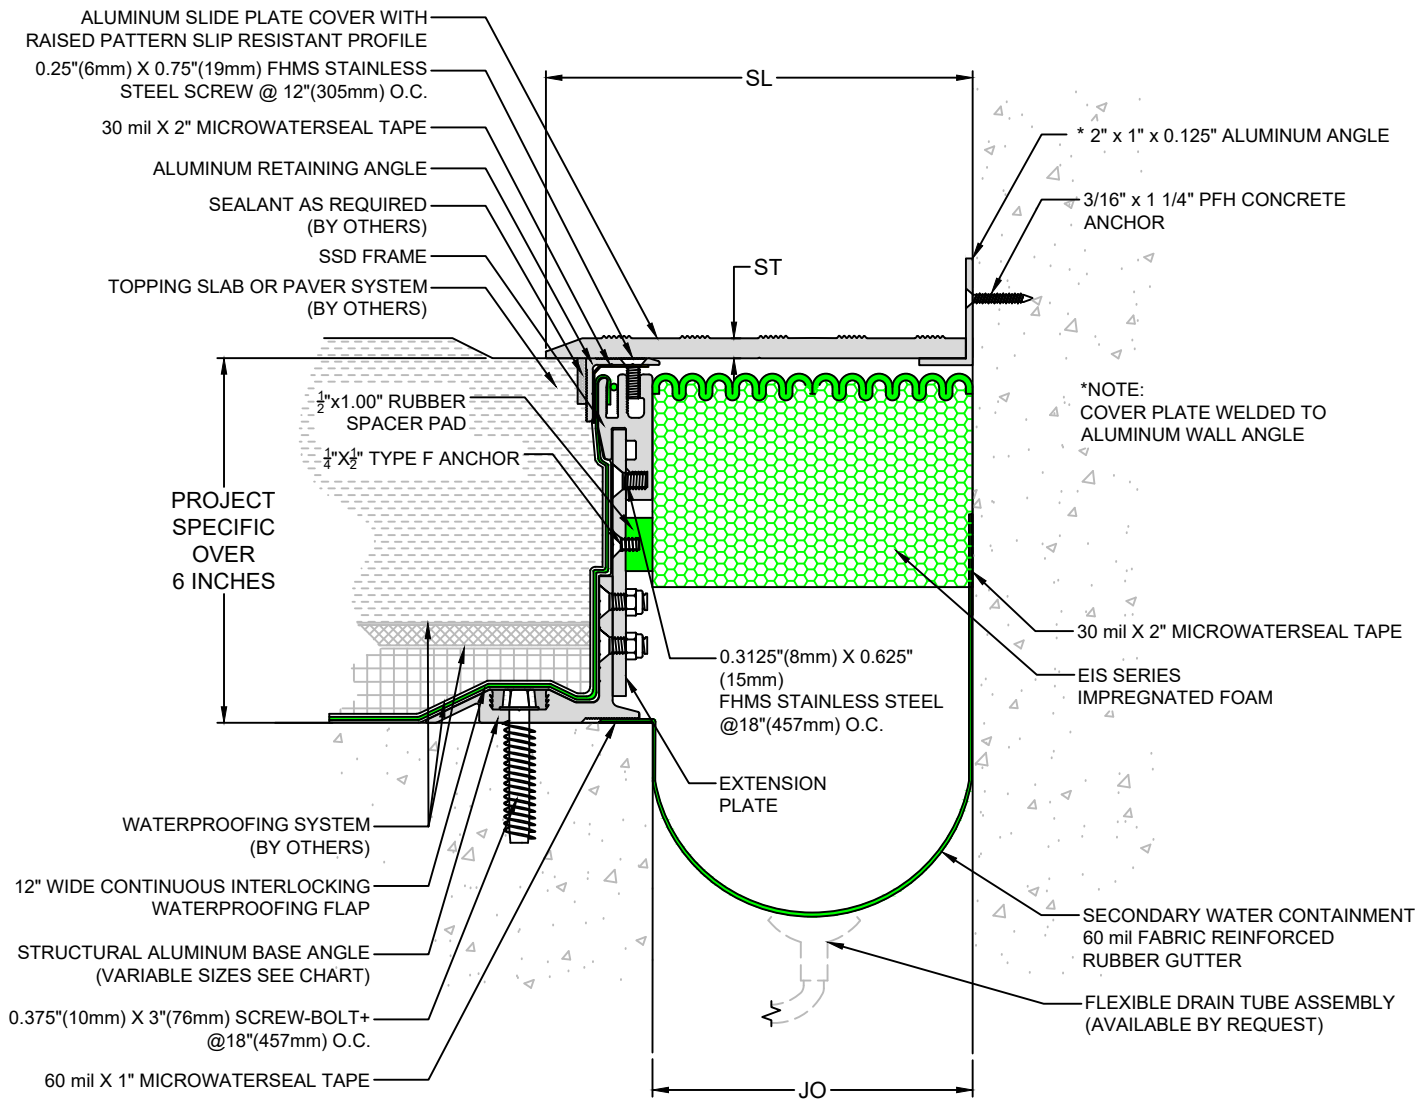 ALUMINUM SLIDE PLATE COVER WITH
RAISED PATTERN SLIP RESISTANT PROFILE
0.25"(6mm) X 0.75"(19mm) FHMS STAINLESS
STEEL SCREW @ 12"(305mm) O.C.
30 mil X 2" MICROWATERSEAL TAPE
ALUMINUM RETAINING ANGLE
SEALANT AS REQUIRED
(BY OTHERS)
SSD FRAME
TOPPING SLAB OR PAVER SYSTEM
(BY OTHERS)
SL
ST
* 2" x 1" x 0.125" ALUMINUM ANGLE
3/16" x 1 1/4" PFH CONCRETE
ANCHOR
*NOTE:
COVER PLATE WELDED TO
ALUMINUM WALL ANGLE
1/2"x1.00" RUBBER
SPACER PAD
1/4"X1/2" TYPE F ANCHOR
PROJECT
SPECIFIC
OVER
6 INCHES
0.3125"(8mm) X 0.625"
(15mm)
FHMS STAINLESS STEEL
@18"(457mm) O.C.
EXTENSION
PLATE
30 mil X 2" MICROWATERSEAL TAPE
EIS SERIES
IMPREGNATED FOAM
WATERPROOFING SYSTEM
(BY OTHERS)
12" WIDE CONTINUOUS INTERLOCKING
WATERPROOFING FLAP
STRUCTURAL ALUMINUM BASE ANGLE
(VARIABLE SIZES SEE CHART)
0.375"(10mm) X 3"(76mm) SCREW-BOLT+
@18"(457mm) O.C.
60 mil X 1" MICROWATERSEAL TAPE
SECONDARY WATER CONTAINMENT
60 mil FABRIC REINFORCED
RUBBER GUTTER
FLEXIBLE DRAIN TUBE ASSEMBLY
(AVAILABLE BY REQUEST)
JO